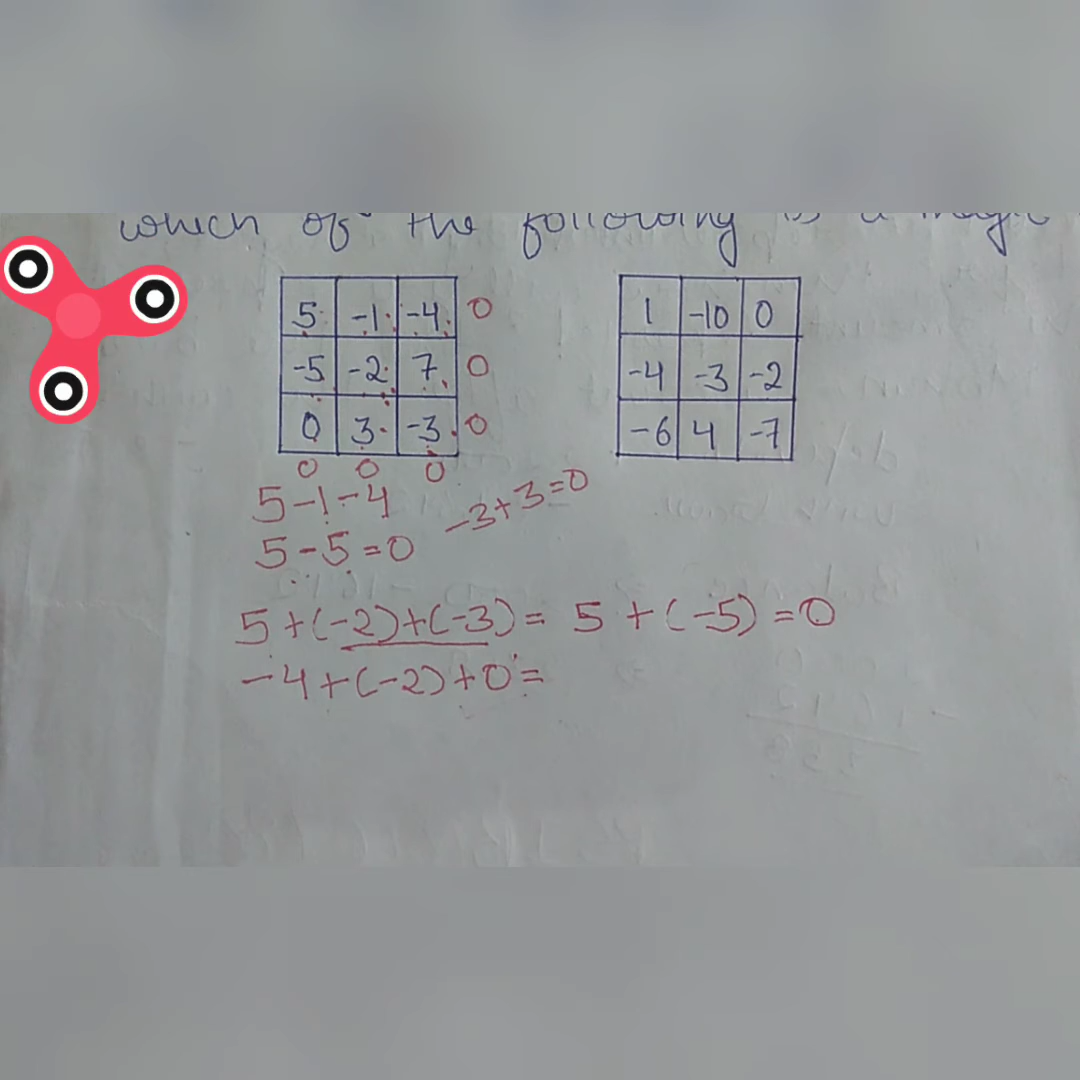 which of the following is a magic
5 -1 -4 0
-5 -2 7 0
0 3 -3 0
0 0 0
1 -10 0
-4 -3 -2
-6 4 -7
5-1-4
5-5=0
-3+3=0
5+(-2)+(-3)= 5+(-5)=0
-4+(-2)+0=